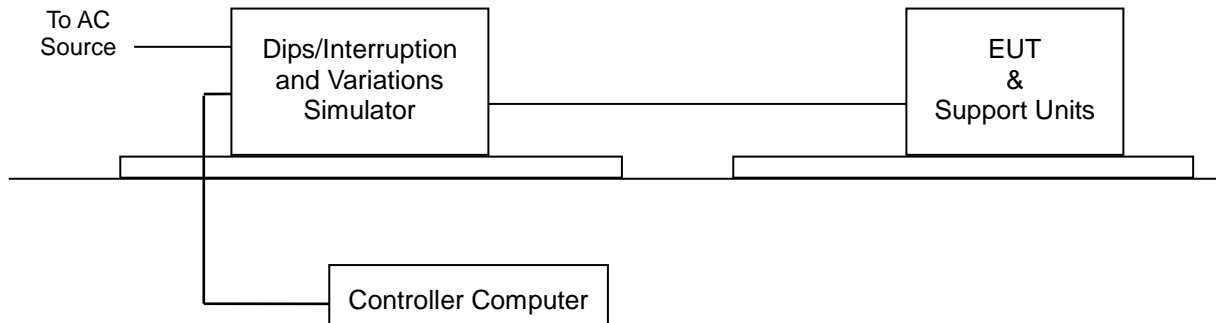 To AC
Source
Dips/Interruption
and Variations
Simulator
EUT
&
Support Units
Controller Computer